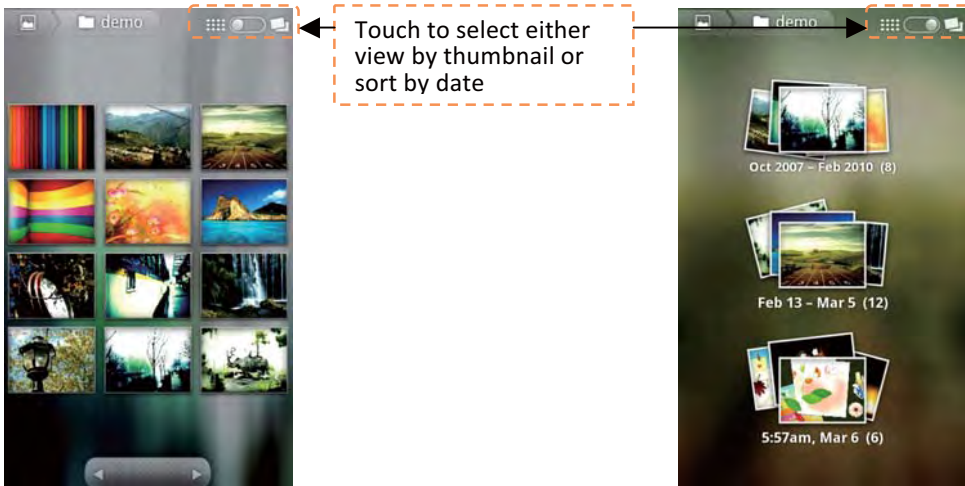 demo
Touch to select either
view by thumbnail or
sort by date
demo
Oct 2007 – Feb 2010 (8)
Feb 13 – Mar 5 (12)
5:57am, Mar 6 (6)